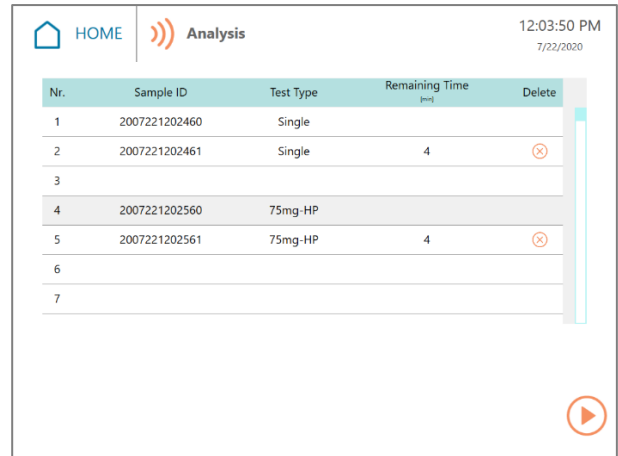 HOME Analysis 12:03:50 PM
7/22/2020
Nr. Sample ID Test Type Remaining Time Delete
[min]
1 2007221202460 Single
2 2007221202461 Single 4
3
4 2007221202560 75mg-HP
5 2007221202561 75mg-HP 4
6
7